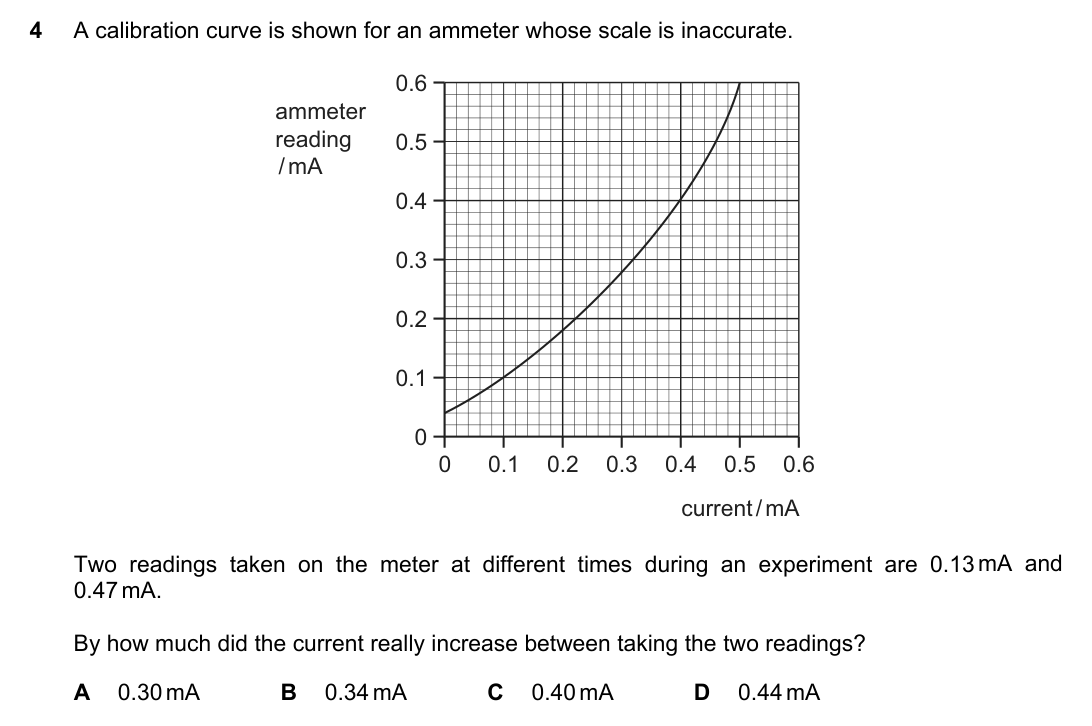 4 A calibration curve is shown for an ammeter whose scale is inaccurate.
0.6
ammeter
reading
/ mA
0.5
0.4
0.3
0.2
0.1
0
0 0.1 0.2 0.3 0.4 0.5 0.6
current / mA
Two readings taken on the meter at different times during an experiment are 0.13 mA and
0.47 mA.
By how much did the current really increase between taking the two readings?
A 0.30 mA B 0.34 mA C 0.40 mA D 0.44 mA